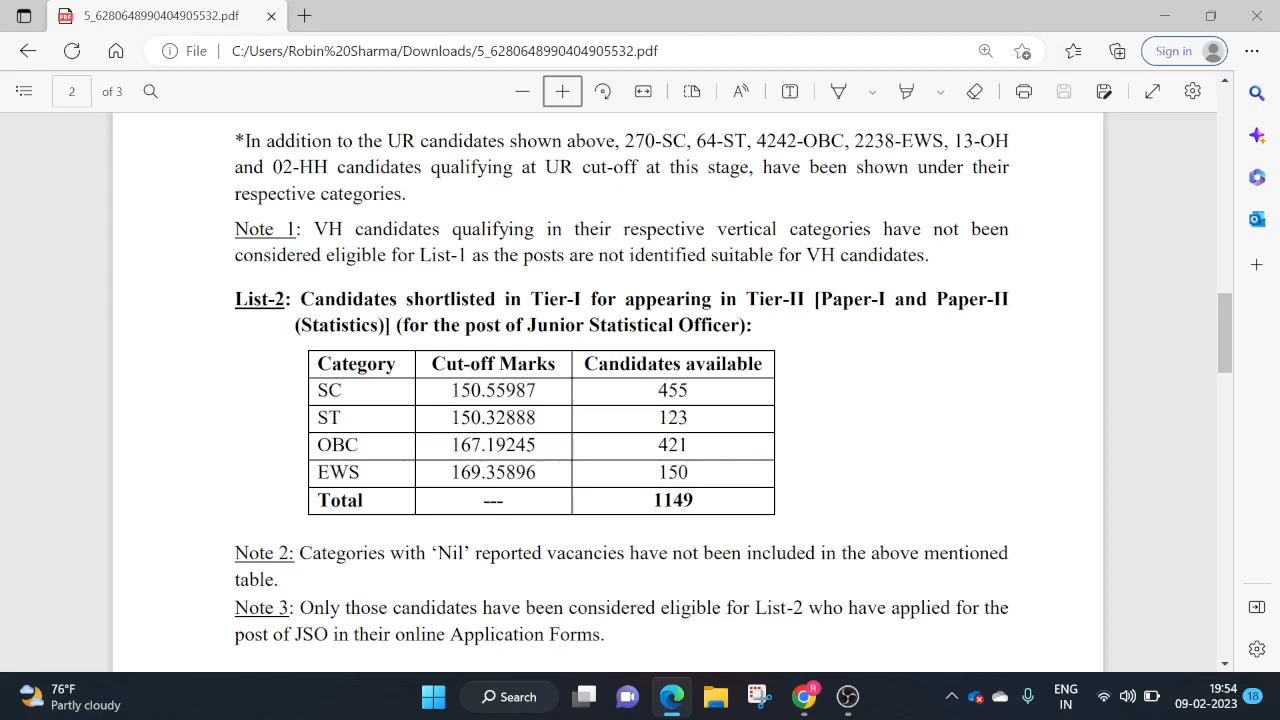 5_6280648990404905532.pdf
File
C:/Users/Robin%20Sharma/Downloads/5_6280648990404905532.pdf
Sign in
2 of 3
*In addition to the UR candidates shown above, 270-SC, 64-ST, 4242-OBC, 2238-EWS, 13-OH
and 02-HH candidates qualifying at UR cut-off at this stage, have been shown under their
respective categories.
Note 1: VH candidates qualifying in their respective vertical categories have not been
considered eligible for List-1 as the posts are not identified suitable for VH candidates.
List-2: Candidates shortlisted in Tier-I for appearing in Tier-II [Paper-I and Paper-II
(Statistics)] (for the post of Junior Statistical Officer):
Category Cut-off Marks Candidates available
SC 150.55987 455
ST 150.32888 123
OBC 167.19245 421
EWS 169.35896 150
Total --- 1149
Note 2: Categories with ‘Nil’ reported vacancies have not been included in the above mentioned
table.
Note 3: Only those candidates have been considered eligible for List-2 who have applied for the
post of JSO in their online Application Forms.
76°F
Partly cloudy
Search
ENG
IN
19:54
09-02-2023
18